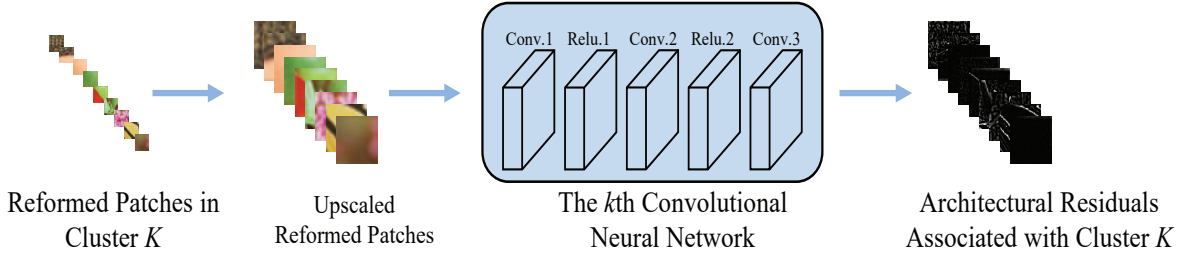 Conv.1 Relu.1 Conv.2 Relu.2 Conv.3
Reformed Patches in
Cluster K
Upscaled
Reformed Patches
The kth Convolutional
Neural Network
Architectural Residuals
Associated with Cluster K